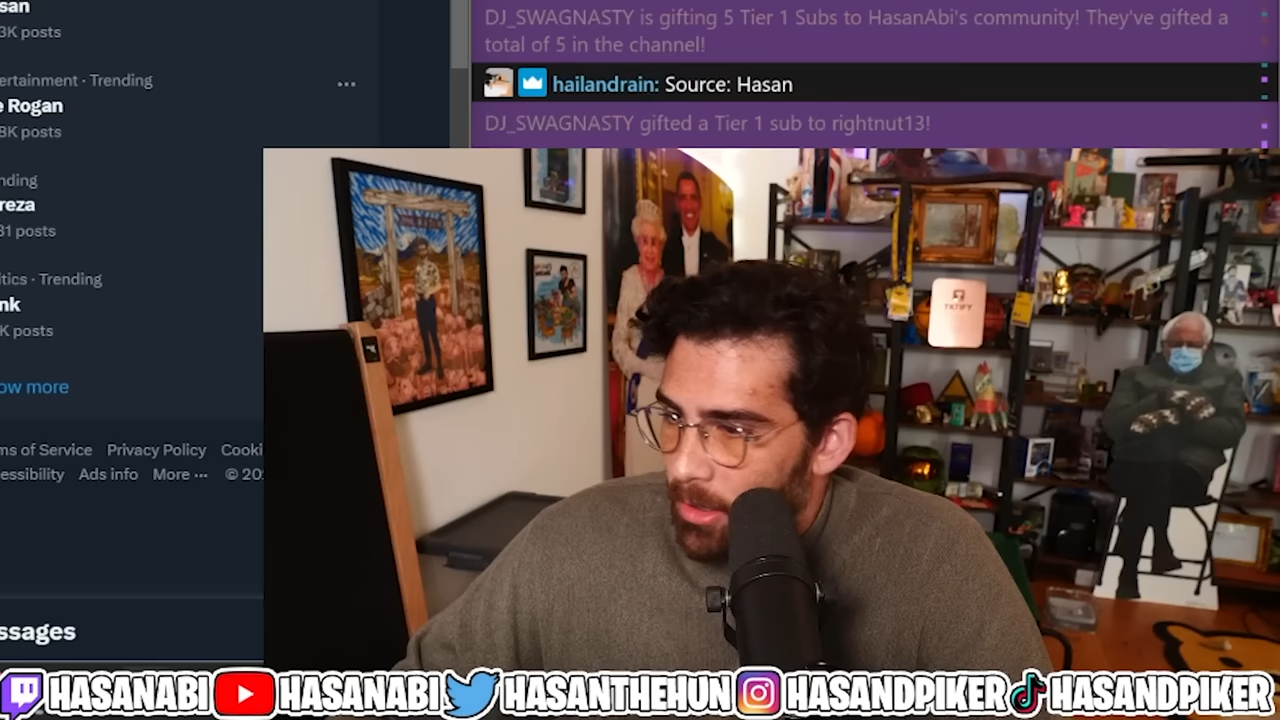 san
3K posts
ertainment · Trending
e Rogan
8K posts
nding
reza
31 posts
itics · Trending
nk
K posts
ow more
ms of Service Privacy Policy Cooki
essibility Ads info More ··· © 20
ssages
DJ_SWAGNASTY is gifting 5 Tier 1 Subs to HasanAbi's community! They've gifted a
total of 5 in the channel!
hailandrain: Source: Hasan
DJ_SWAGNASTY gifted a Tier 1 sub to rightnut13!
TILTIFY
HASANABI HASANABI HASANTHEHUN HASANDPIKER HASANDPIKER